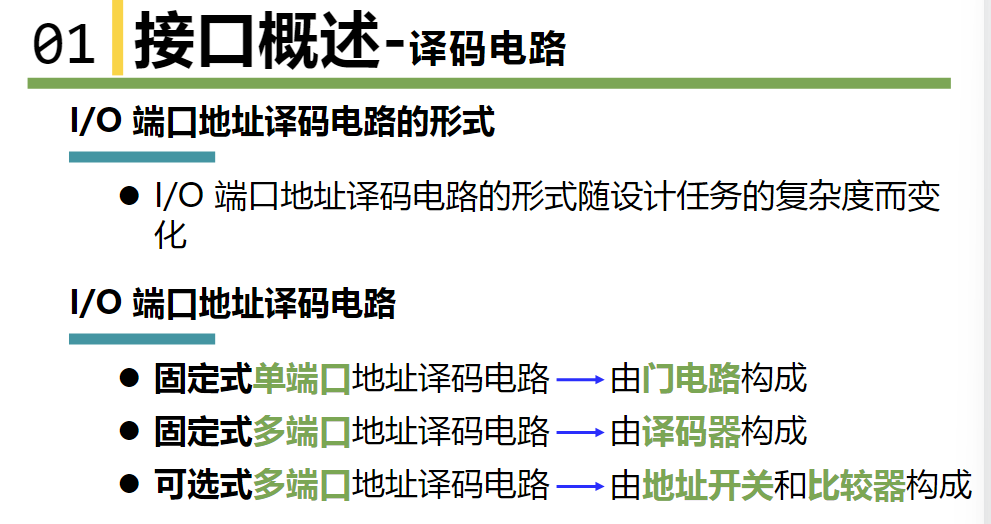 01 接口概述-译码电路
I/O 端口地址译码电路的形式
● I/O 端口地址译码电路的形式随设计任务的复杂度而变
化
I/O 端口地址译码电路
● 固定式单端口地址译码电路 → 由门电路构成
● 固定式多端口地址译码电路 → 由译码器构成
● 可选式多端口地址译码电路 → 由地址开关和比较器构成